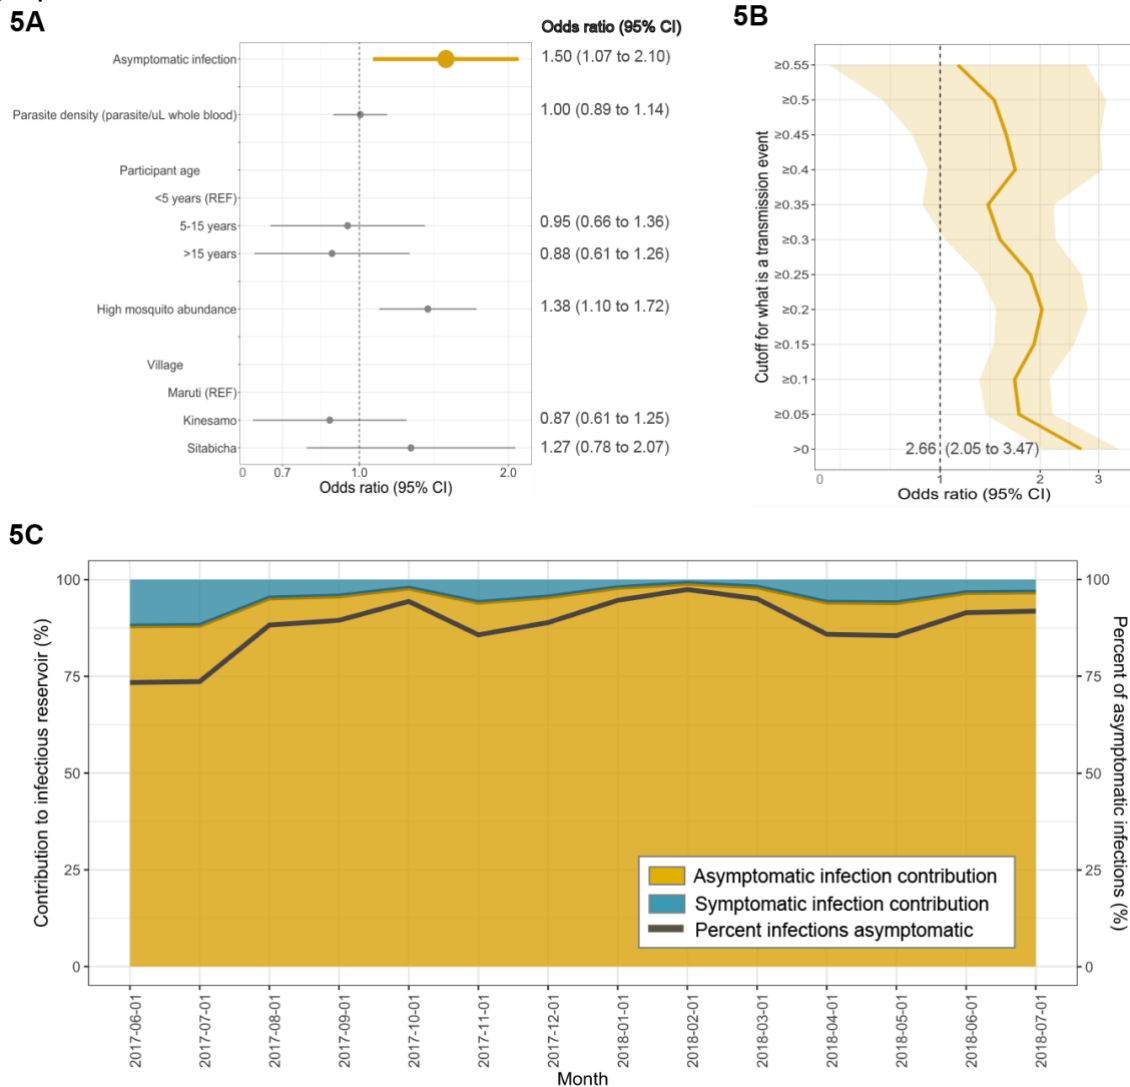 5A
Odds ratio (95% CI)
Asymptomatic infection 1.50 (1.07 to 2.10)
Parasite density (parasite/uL whole blood) 1.00 (0.89 to 1.14)
Participant age
<5 years (REF)
5-15 years 0.95 (0.66 to 1.36)
>15 years 0.88 (0.61 to 1.26)
High mosquito abundance 1.38 (1.10 to 1.72)
Village
Maruti (REF)
Kinesamo 0.87 (0.61 to 1.25)
Sitabicha 1.27 (0.78 to 2.07)
0 0.7 1.0 2.0
Odds ratio (95% CI)
5B
Cutoff for what is a transmission event
≥0.55
≥0.5
≥0.45
≥0.4
≥0.35
≥0.3
≥0.25
≥0.2
≥0.15
≥0.1
≥0.05
>0
2.66 (2.05 to 3.47)
0 1 2 3
Odds ratio (95% CI)
5C
Contribution to infectious reservoir (%)
100
75
50
25
0
100
75
50
25
0
Percent of asymptomatic infections (%)
Asymptomatic infection contribution
Symptomatic infection contribution
Percent infections asymptomatic
2017-06-01
2017-07-01
2017-08-01
2017-09-01
2017-10-01
2017-11-01
2017-12-01
2018-01-01
2018-02-01
2018-03-01
2018-04-01
2018-05-01
2018-06-01
2018-07-01
Month